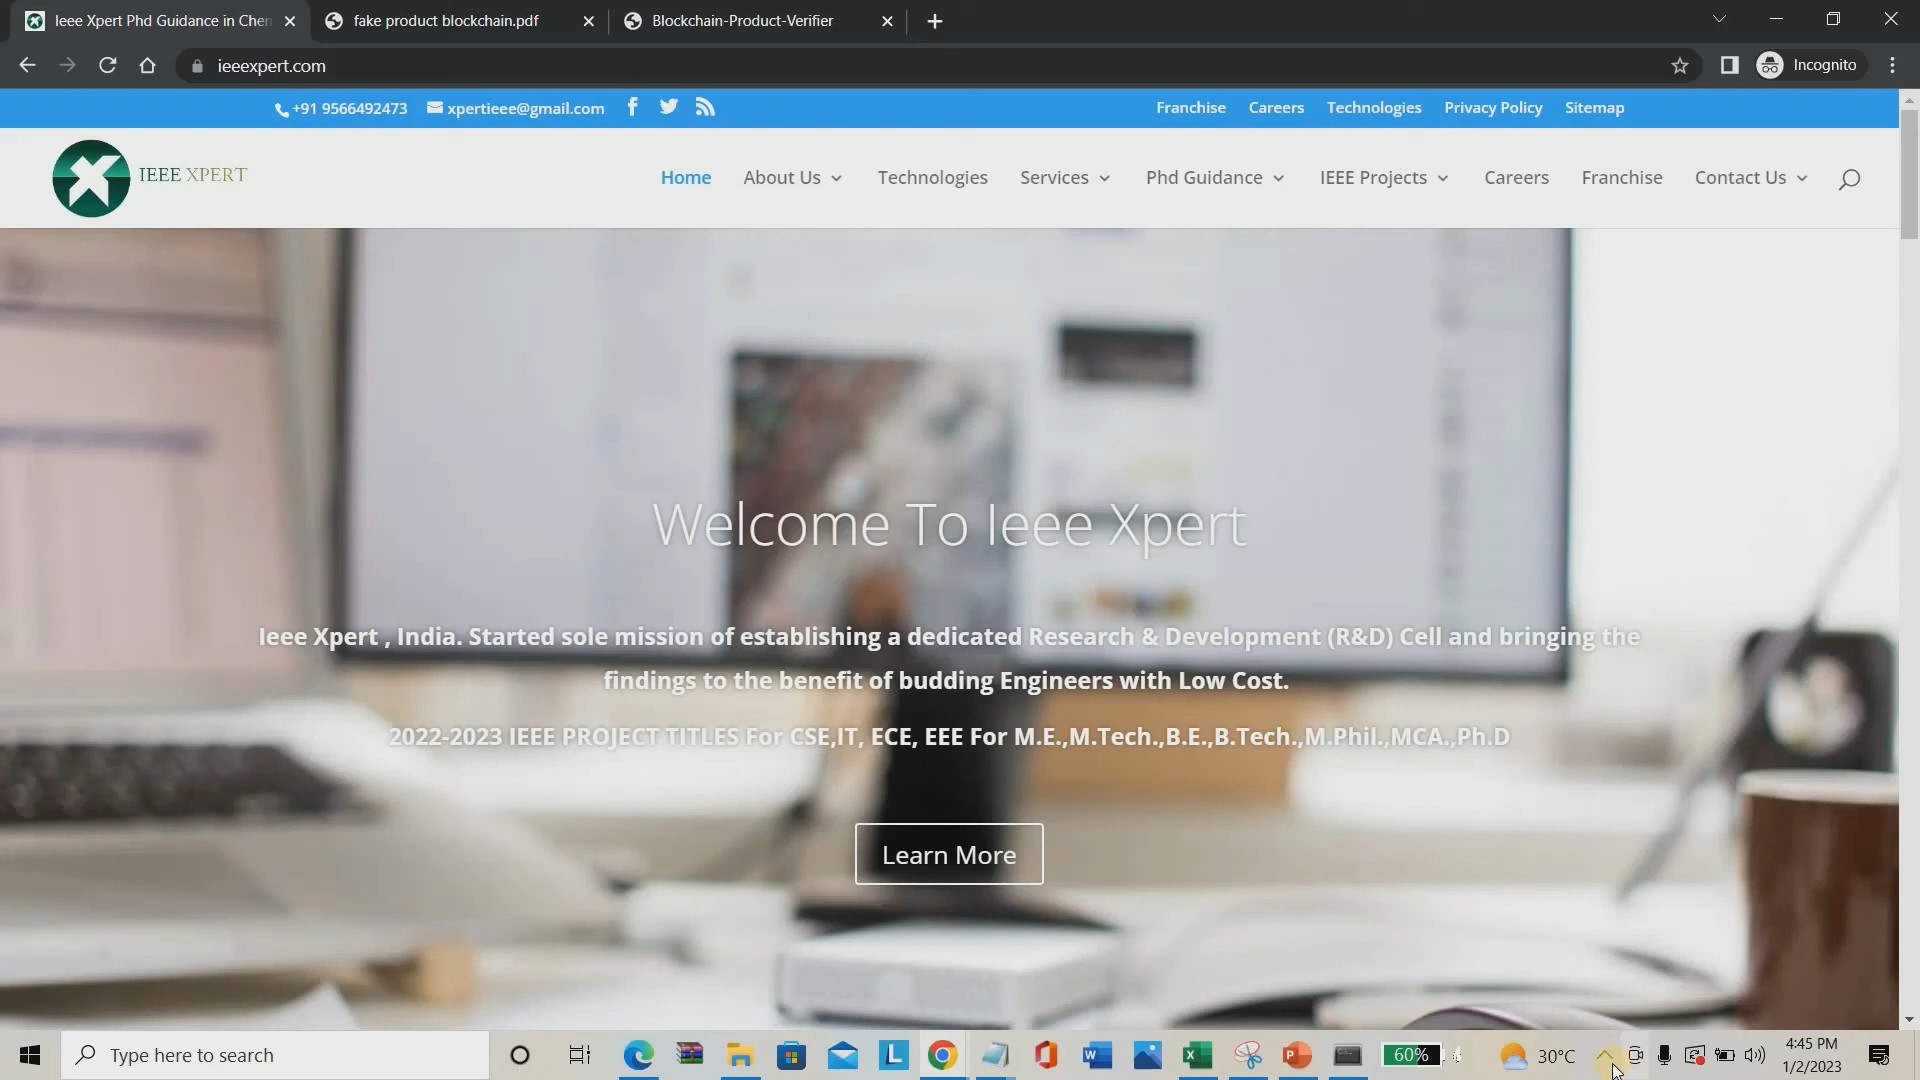 Ieee Xpert Phd Guidance in Chen
fake product blockchain.pdf
Blockchain-Product-Verifier
ieeexpert.com
Incognito
+91 9566492473
xpertieee@gmail.com
Franchise
Careers
Technologies
Privacy Policy
Sitemap
IEEE XPERT
Home
About Us
Technologies
Services
Phd Guidance
IEEE Projects
Careers
Franchise
Contact Us
Welcome To Ieee Xpert
Ieee Xpert , India. Started sole mission of establishing a dedicated Research & Development (R&D) Cell and bringing the
findings to the benefit of budding Engineers with Low Cost.
2022-2023 IEEE PROJECT TITLES For CSE,IT, ECE, EEE For M.E.,M.Tech.,B.E.,B.Tech.,M.Phil.,MCA.,Ph.D
Learn More
Type here to search
60%
30°C
4:45 PM
1/2/2023